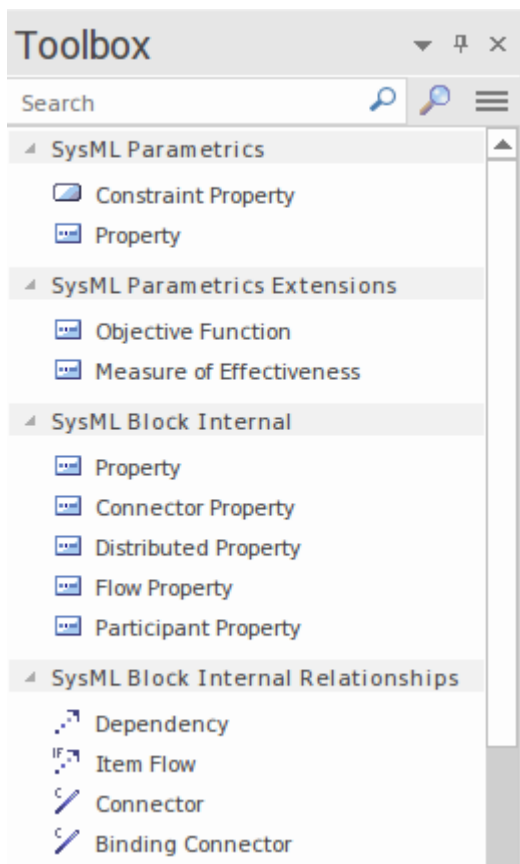 Toolbox
Search
SysML Parametrics
Constraint Property
Property
SysML Parametrics Extensions
Objective Function
Measure of Effectiveness
SysML Block Internal
Property
Connector Property
Distributed Property
Flow Property
Participant Property
SysML Block Internal Relationships
Dependency
IF Item Flow
C Connector
C Binding Connector